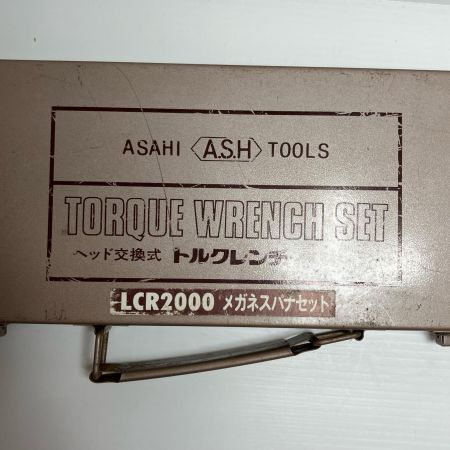 ASAHI A.S.H TOOLS
TORQUE WRENCH SET
ヘッド交換式 トルクレンチ
LCR2000 メガネスパナセット